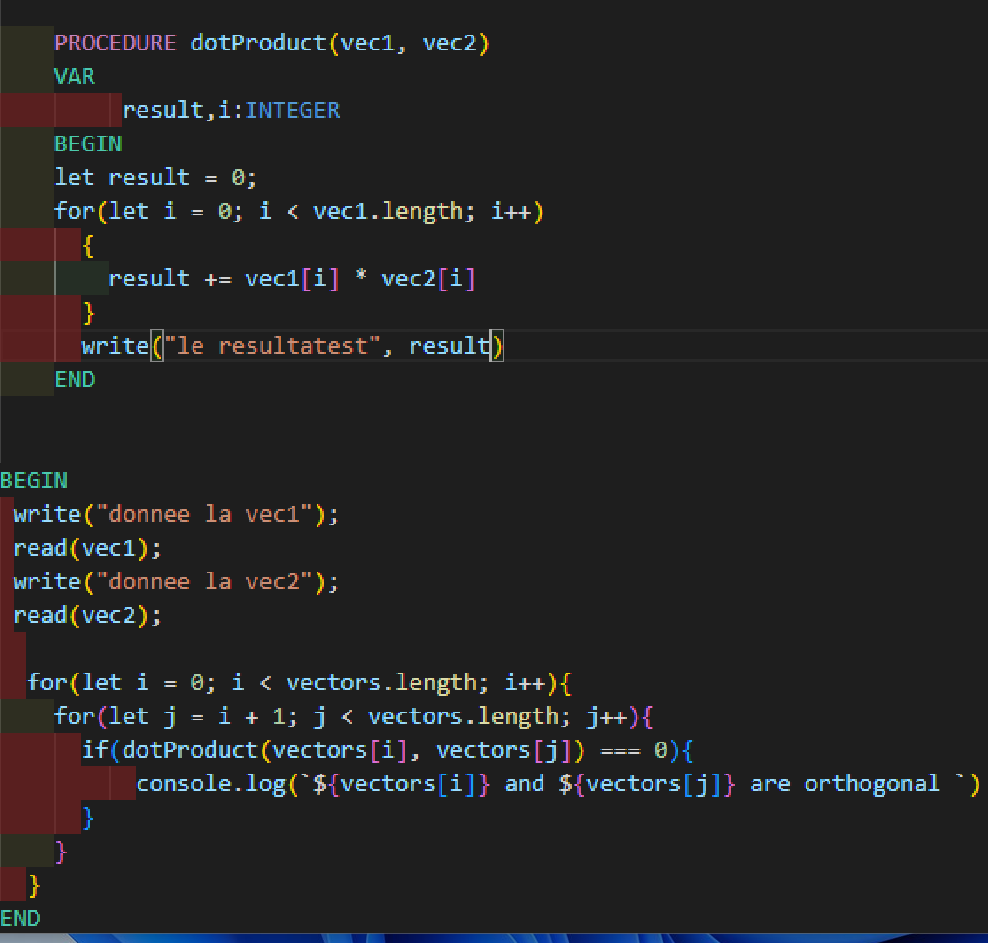 PROCEDURE dotProduct(vec1, vec2)
VAR
result,i:INTEGER
BEGIN
let result = 0;
for(let i = 0; i < vec1.length; i++)
{
result += vec1[i] * vec2[i]
}
write("le resultatest", result)
END
BEGIN
write("donnee la vec1");
read(vec1);
write("donnee la vec2");
read(vec2);
for(let i = 0; i < vectors.length; i++){
for(let j = i + 1; j < vectors.length; j++){
if(dotProduct(vectors[i], vectors[j]) === 0){
console.log(`${vectors[i]} and ${vectors[j]} are orthogonal `)
}
}
}
END